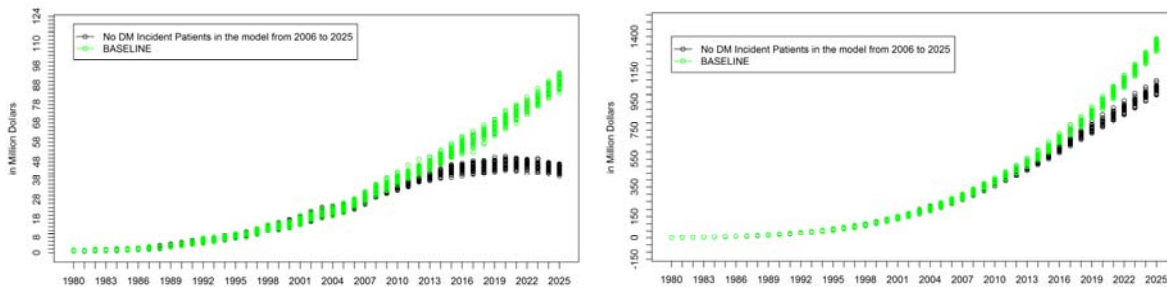 in Million Dollars
124
110
98
88
78
68
58
48
38
28
18
8
0
No DM Incident Patients in the model from 2006 to 2025
BASELINE
1980 1983 1986 1989 1992 1995 1998 2001 2004 2007 2010 2013 2016 2019 2022 2025
in Million Dollars
1400
1150
950
750
550
350
150
0
-150
No DM Incident Patients in the model from 2006 to 2025
BASELINE
1980 1983 1986 1989 1992 1995 1998 2001 2004 2007 2010 2013 2016 2019 2022 2025